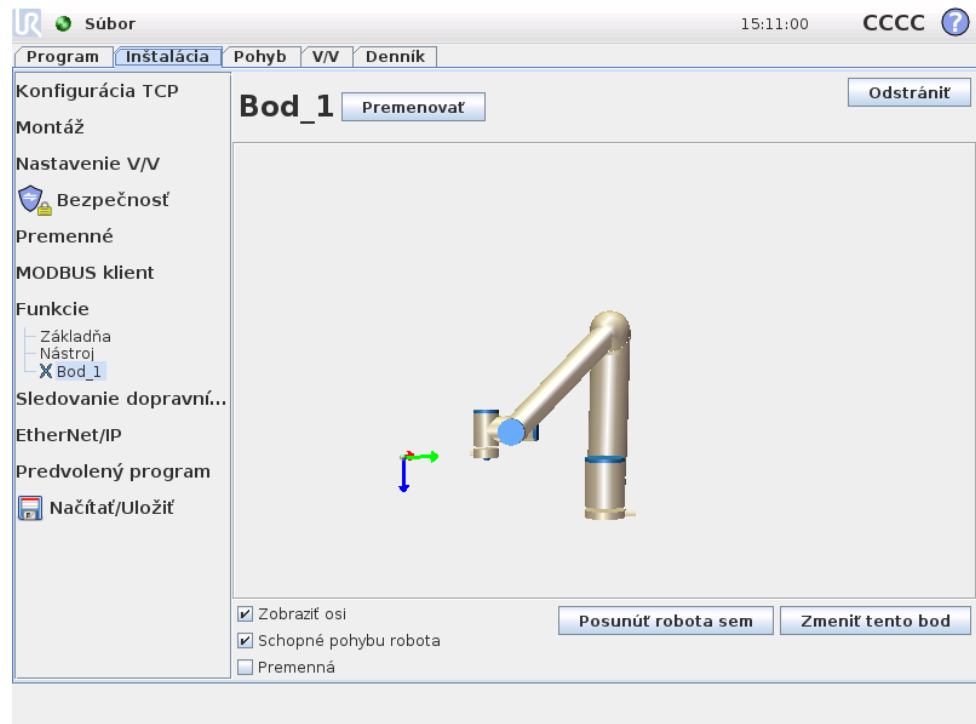 UR Súbor 15:11:00 CCCC ?
Program Inštalácia Pohyb V/V Denník
Konfigurácia TCP
Montáž
Nastavenie V/V
Bezpečnosť
Premenné
MODBUS klient
Funkcie
Základňa
Nástroj
Bod_1
Sledovanie dopravní...
EtherNet/IP
Predvolený program
Načítať/Uložiť
Bod_1 Premenovať Odstrániť
Zobraziť osi
Schopné pohybu robota
Premenná
Posunúť robota sem Zmeniť tento bod